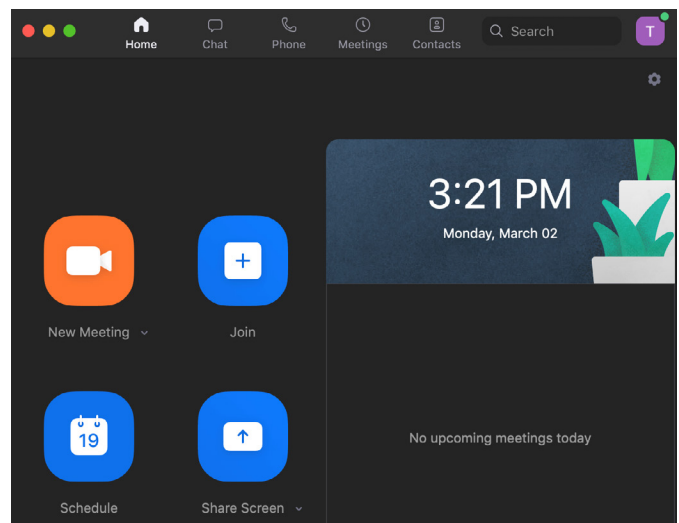 Home
Chat
Phone
Meetings
Contacts
Search
T
3:21 PM
Monday, March 02
New Meeting
Join
19
Schedule
Share Screen
No upcoming meetings today